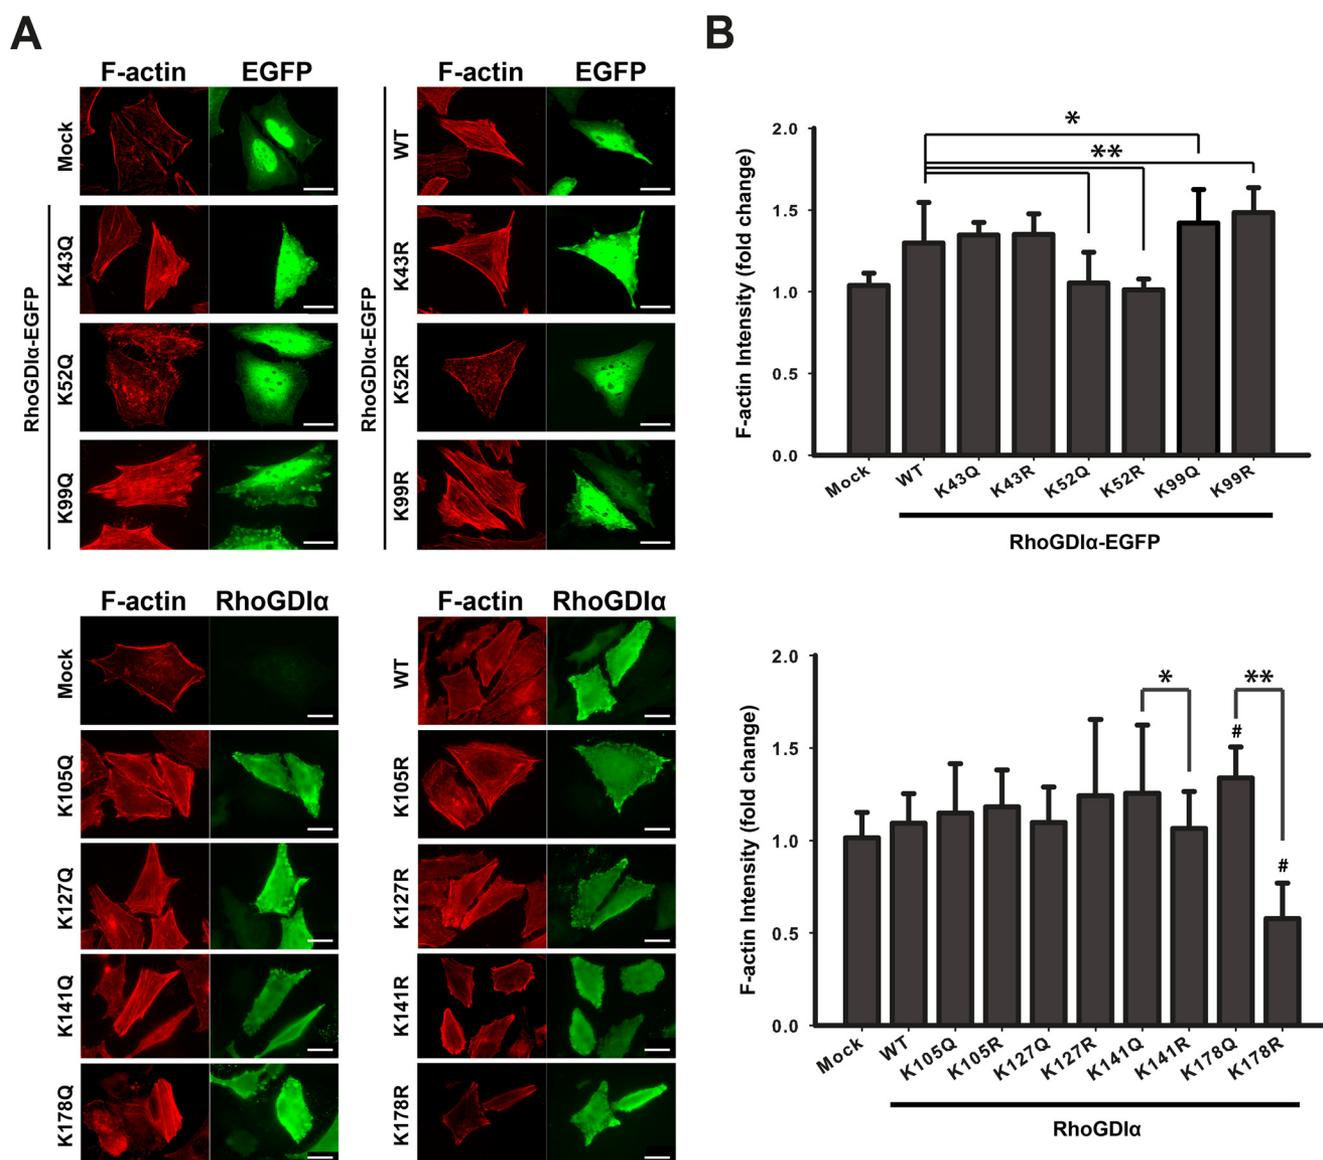 A
F-actin EGFP F-actin EGFP
Mock
WT
RhoGDIα-EGFP
K43Q
K52Q
K99Q
RhoGDIα-EGFP
K43R
K52R
K99R
F-actin RhoGDIα F-actin RhoGDIα
Mock
WT
K105Q
K105R
K127Q
K127R
K141Q
K141R
K178Q
K178R
B
F-actin Intensity (fold change)
2.0
1.5
1.0
0.5
0.0
*
**
Mock WT K43Q K43R K52Q K52R K99Q K99R
RhoGDIα-EGFP
F-actin Intensity (fold change)
2.0
1.5
1.0
0.5
0.0
* **
#
#
Mock WT K105Q K105R K127Q K127R K141Q K141R K178Q K178R
RhoGDIα